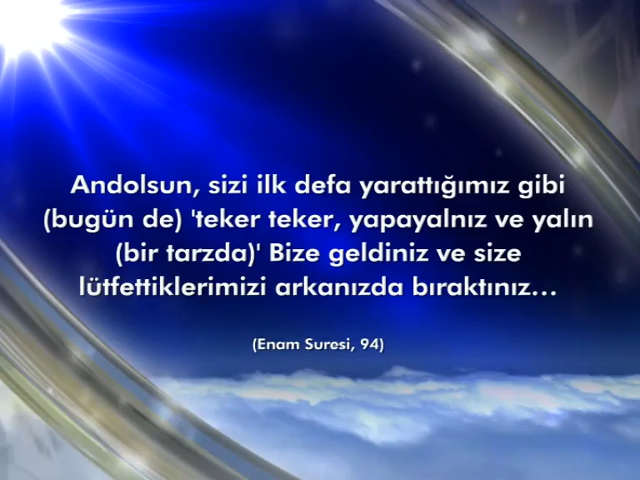 Andolsun, sizi ilk defa yarattığımız gibi
(bugün de) 'teker teker, yapayalnız ve yalın
(bir tarzda)' Bize geldiniz ve size
lütfettiklerimizi arkanızda bıraktınız...
(Enam Suresi, 94)